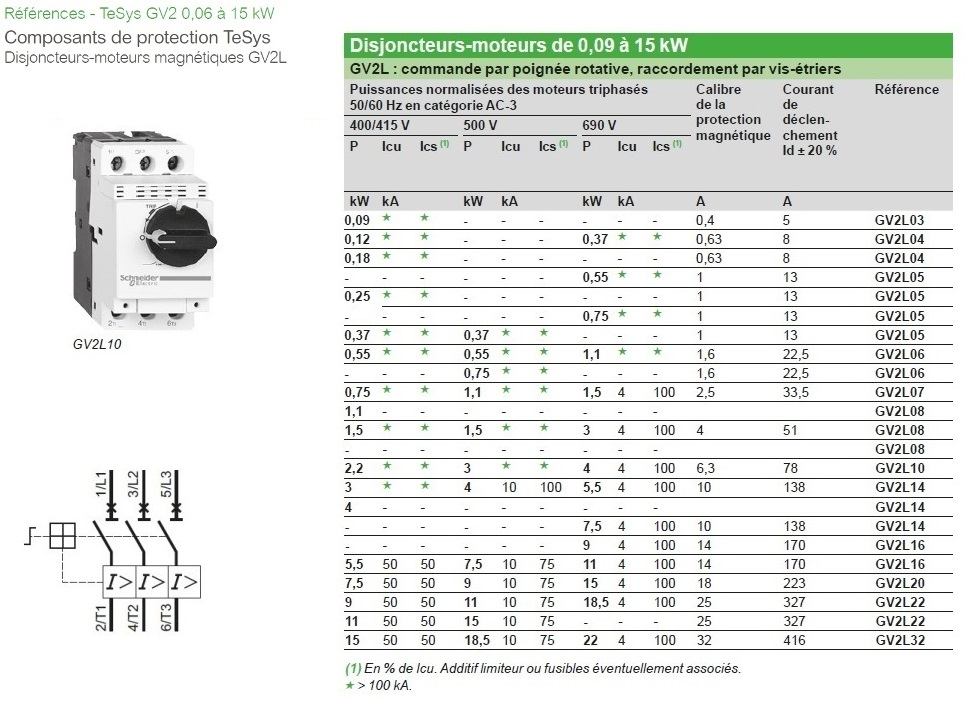 Références - TeSys GV2 0,06 à 15 kW
Composants de protection TeSys
Disjoncteurs-moteurs magnétiques GV2L
Schneider
GV2L10
1/L1 3/L2 5/L3
I> I> I>
2/T1 4/T2 6/T3
Disjoncteurs-moteurs de 0,09 à 15 kW
GV2L : commande par poignée rotative, raccordement par vis-étriers
Puissances normalisées des moteurs triphasés
50/60 Hz en catégorie AC-3
Calibre de la protection magnétique
Courant de déclen-chement Id ± 20 %
Référence
400/415 V 500 V 690 V
P Icu Ics (1) P Icu Ics (1) P Icu Ics (1)
kW kA kW kA kW kA A A
0,09 ★ ★ - - - - - - 0,4 5 GV2L03
0,12 ★ ★ - - - 0,37 ★ ★ 0,63 8 GV2L04
0,18 ★ ★ - - - - - - 0,63 8 GV2L04
- - - - - - 0,55 ★ ★ 1 13 GV2L05
0,25 ★ ★ - - - - - - 1 13 GV2L05
- - - - - - 0,75 ★ ★ 1 13 GV2L05
0,37 ★ ★ 0,37 ★ ★ - - - 1 13 GV2L05
0,55 ★ ★ 0,55 ★ ★ 1,1 ★ ★ 1,6 22,5 GV2L06
- - - 0,75 ★ ★ - - - 1,6 22,5 GV2L06
0,75 ★ ★ 1,1 ★ ★ 1,5 4 100 2,5 33,5 GV2L07
1,1 - - - - - - - - GV2L08
1,5 ★ ★ 1,5 ★ ★ 3 4 100 4 51 GV2L08
- - - - - - - - - GV2L08
2,2 ★ ★ 3 ★ ★ 4 4 100 6,3 78 GV2L10
3 ★ ★ 4 10 100 5,5 4 100 10 138 GV2L14
4 - - - - - - - - GV2L14
- - - - - - 7,5 4 100 10 138 GV2L14
- - - - - - 9 4 100 14 170 GV2L16
5,5 50 50 7,5 10 75 11 4 100 14 170 GV2L16
7,5 50 50 9 10 75 15 4 100 18 223 GV2L20
9 50 50 11 10 75 18,5 4 100 25 327 GV2L22
11 50 50 15 10 75 - - - 25 327 GV2L22
15 50 50 18,5 10 75 22 4 100 32 416 GV2L32
(1) En % de Icu. Additif limiteur ou fusibles éventuellement associés.
★ > 100 kA.